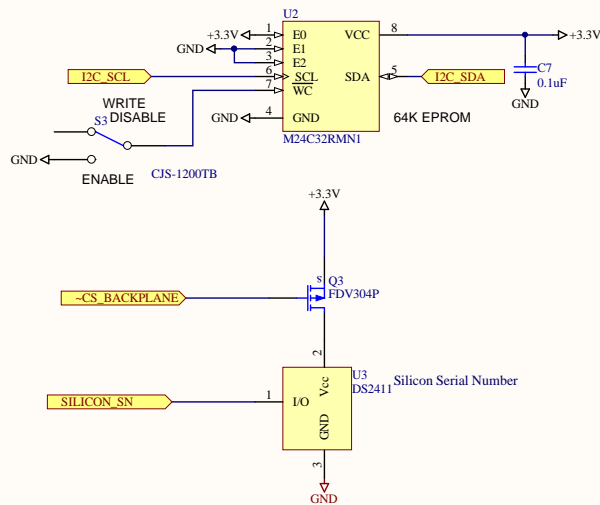 U2
+3.3V 1 E0 VCC 8 +3.3V
GND 2 E1
3 E2
I2C_SCL 6 SCL SDA 5 I2C_SDA
7 WC
C7
0.1uF
GND
GND 4 GND
M24C32RMN1
64K EPROM
WRITE
DISABLE
S3
GND
ENABLE
CJS-1200TB
+3.3V
S
Q3
FDV304P
~CS_BACKPLANE
2
U3
DS2411
Silicon Serial Number
Vcc
SILICON_SN 1 I/O
GND
3
GND